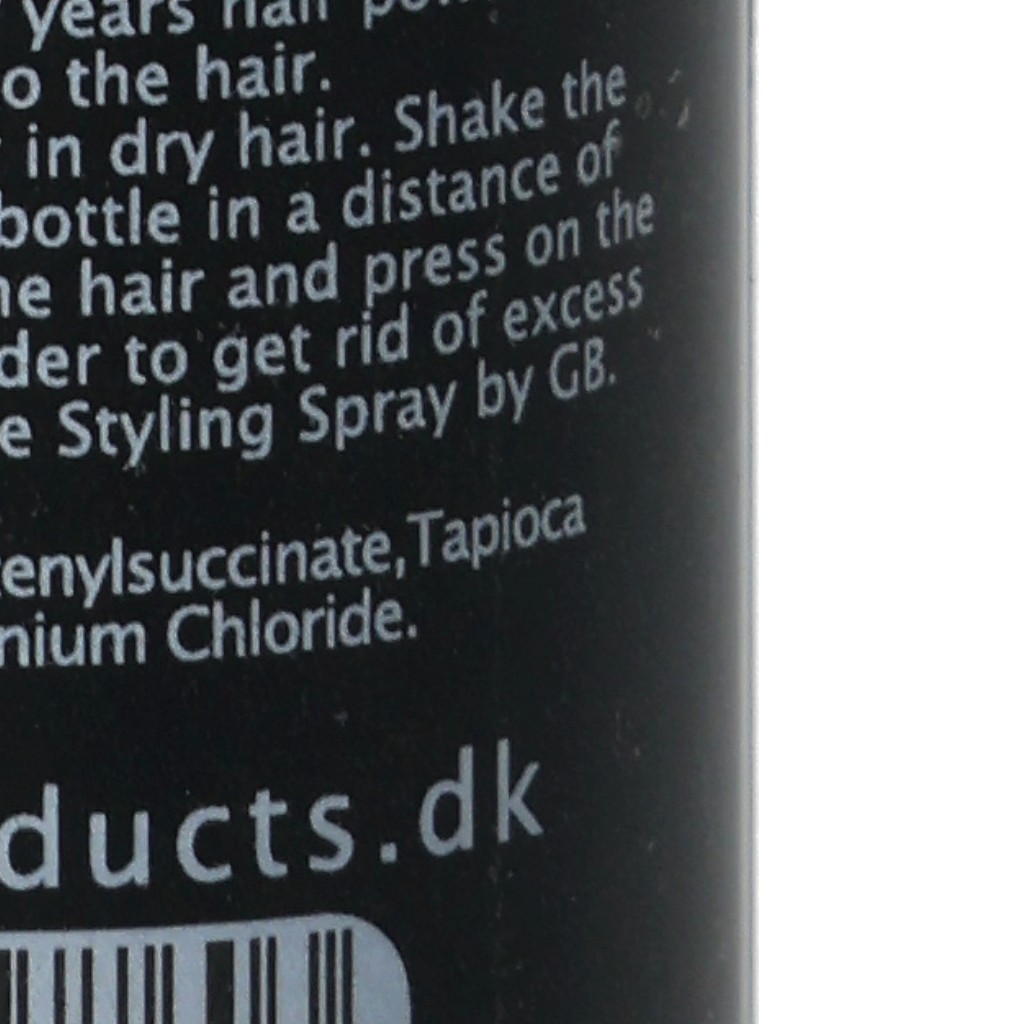 years hair
o the hair.
in dry hair. Shake the
bottle in a distance of
he hair and press on the
der to get rid of excess
e Styling Spray by GB.
tenylsuccinate, Tapioca
nium Chloride.
ducts.dk